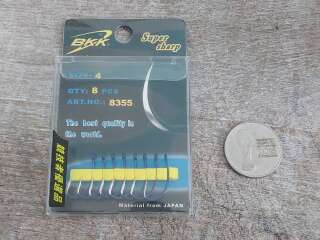 BKK
Super
sharp
SIZE: 4
QTY: 8 PCS
ART.NO.: 8355
The best quality in
the world.
Material from JAPAN